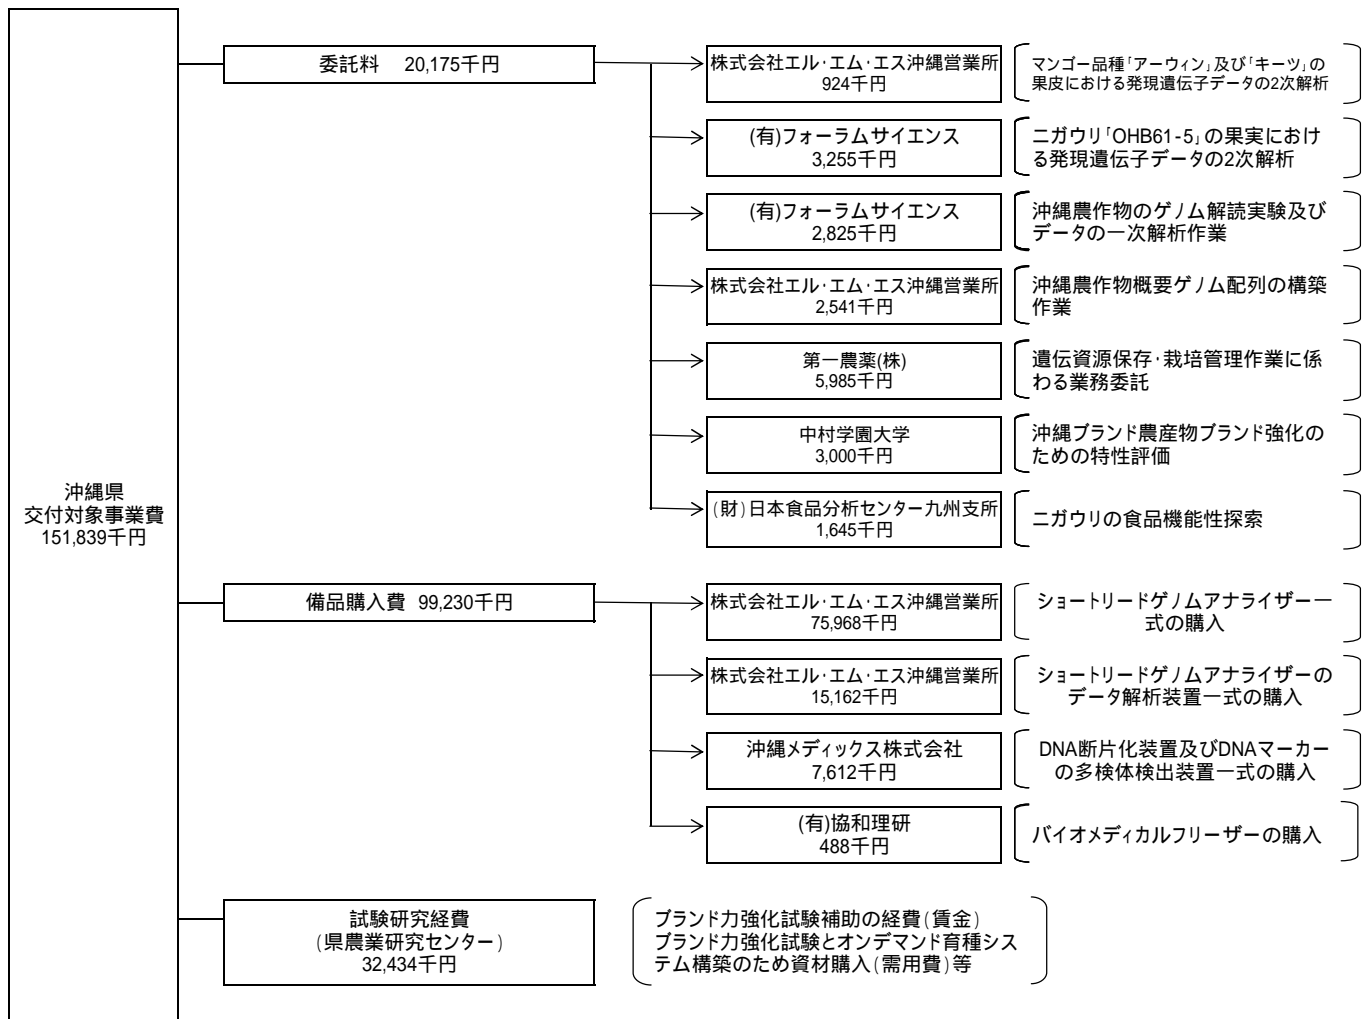 沖縄県
交付対象事業費
151,839千円
委託料　20,175千円
株式会社エル・エム・エス沖縄営業所
924千円
マンゴー品種「アーウィン」及び「キーツ」の
果皮における発現遺伝子データの2次解析
(有)フォーラムサイエンス
3,255千円
ニガウリ「OHB61-5」の果実におけ
る発現遺伝子データの2次解析
(有)フォーラムサイエンス
2,825千円
沖縄農作物のゲノム解読実験及び
データの一次解析作業
株式会社エル・エム・エス沖縄営業所
2,541千円
沖縄農作物概要ゲノム配列の構築
作業
第一農薬(株)
5,985千円
遺伝資源保存・栽培管理作業に係
わる業務委託
中村学園大学
3,000千円
沖縄ブランド農産物ブランド強化の
ための特性評価
(財)日本食品分析センター九州支所
1,645千円
ニガウリの食品機能性探索
備品購入費　99,230千円
株式会社エル・エム・エス沖縄営業所
75,968千円
ショートリードゲノムアナライザー一
式の購入
株式会社エル・エム・エス沖縄営業所
15,162千円
ショートリードゲノムアナライザーの
データ解析装置一式の購入
沖縄メディックス株式会社
7,612千円
DNA断片化装置及びDNAマーカー
の多検体検出装置一式の購入
(有)協和理研
488千円
バイオメディカルフリーザーの購入
試験研究経費
(県農業研究センター)
32,434千円
ブランド力強化試験補助の経費(賃金)
ブランド力強化試験とオンデマンド育種シス
テム構築のため資材購入(需用費)等